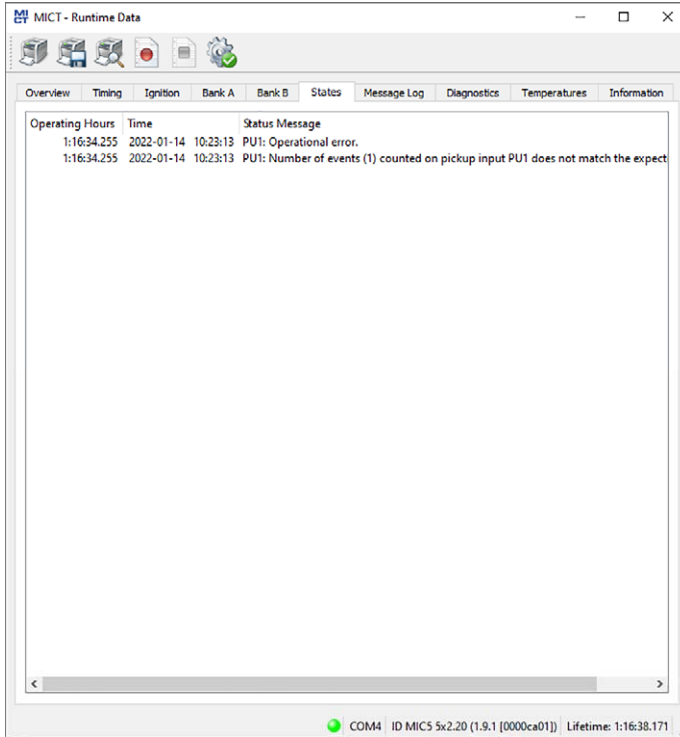 MICT - Runtime Data
Overview Timing Ignition Bank A Bank B States Message Log Diagnostics Temperatures Information
Operating Hours Time Status Message
1:16:34.255 2022-01-14 10:23:13 PU1: Operational error.
1:16:34.255 2022-01-14 10:23:13 PU1: Number of events (1) counted on pickup input PU1 does not match the expect
COM4 ID MIC5 5x2.20 (1.9.1 [0000ca01]) Lifetime: 1:16:38.171